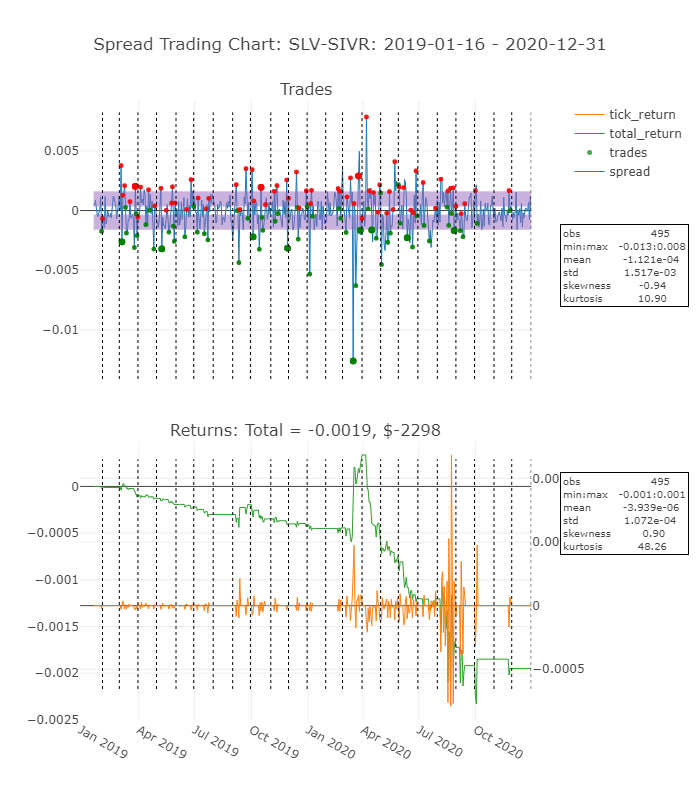 Spread Trading Chart: SLV-SIVR: 2019-01-16 - 2020-12-31
Trades
0.005
0
−0.005
−0.01
tick_return
total_return
trades
spread
obs 495
min:max -0.013:0.008
mean -1.121e-04
std 1.517e-03
skewness -0.94
kurtosis 10.90
Returns: Total = -0.0019, $-2298
0
−0.0005
−0.001
−0.0015
−0.002
−0.0025
0.00
0.00
0
−0.0005
obs 495
min:max -0.001:0.001
mean -3.939e-06
std 1.072e-04
skewness 0.90
kurtosis 48.26
Jan 2019
Apr 2019
Jul 2019
Oct 2019
Jan 2020
Apr 2020
Jul 2020
Oct 2020